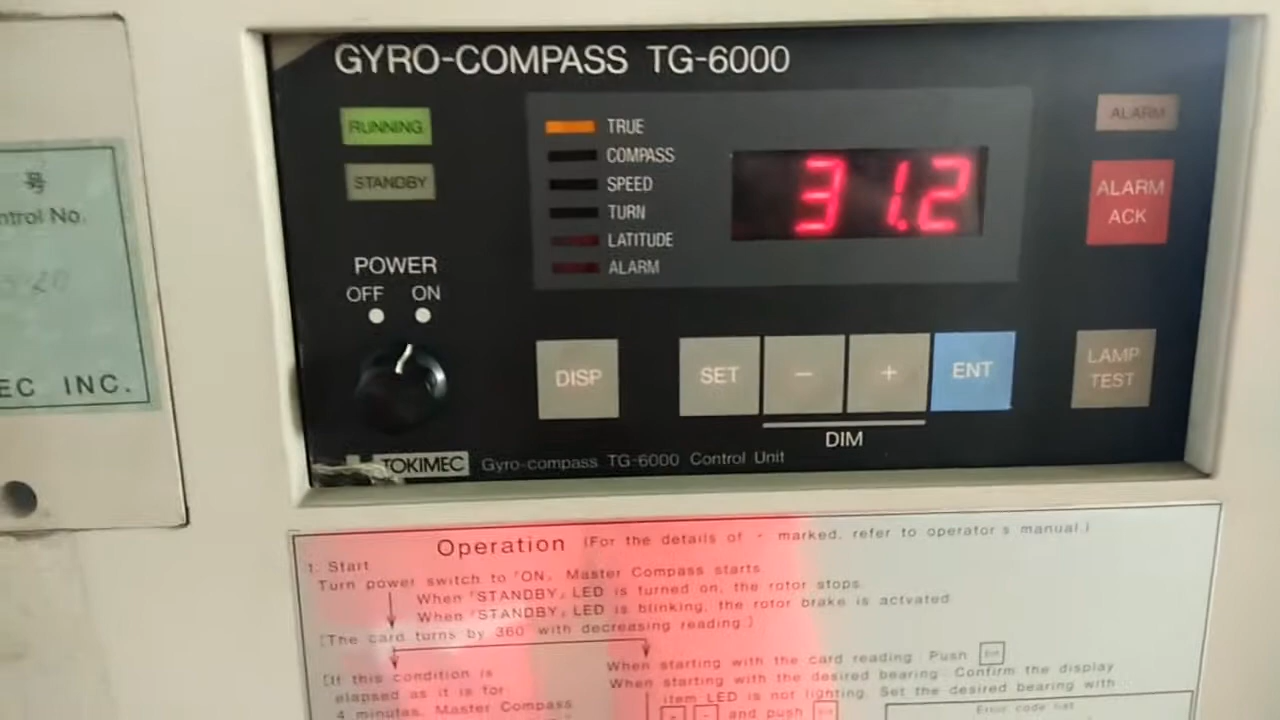 号
ntrol No.
EC INC.
GYRO-COMPASS TG-6000
RUNNING
STANDBY
POWER
OFF ON
TRUE
COMPASS
SPEED
TURN
LATITUDE
ALARM
31.2
ALARM
ALARM
ACK
DISP
SET
−
+
ENT
DIM
LAMP
TEST
TOKIMEC Gyro-compass TG-6000 Control Unit
Operation (For the details of - marked, refer to operator s manual.)
1. Start
Turn power switch to「ON」 Master Compass starts
When「STANDBY」LED is turned on, the rotor stops.
When「STANDBY」LED is blinking, the rotor brake is actvated
[The card turns by 360 with decreasing reading.]
[If this condition is
elapsed as it is for
4 minutes, Master Compass
When starting with the card reading Push
When starting with the desired bearing Confirm the display
item LED is not lighting. Set the desired bearing with
and push
Error code list